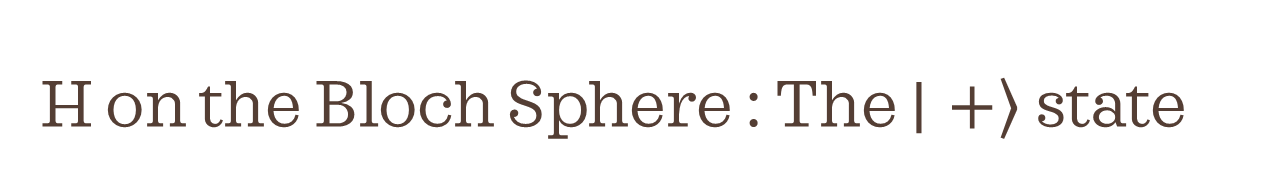 H on the Bloch Sphere : The | +⟩ state